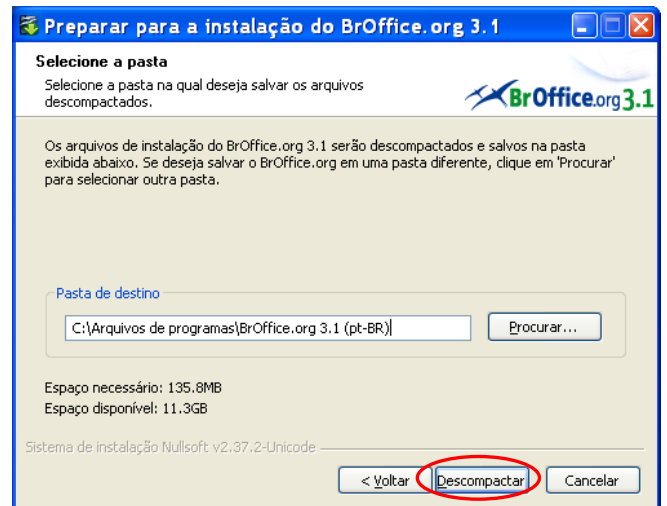 Preparar para a instalação do BrOffice.org 3.1
Selecione a pasta
Selecione a pasta na qual deseja salvar os arquivos
descompactados.
BrOffice.org 3.1
Os arquivos de instalação do BrOffice.org 3.1 serão descompactados e salvos na pasta
exibida abaixo. Se deseja salvar o BrOffice.org em uma pasta diferente, clique em 'Procurar'
para selecionar outra pasta.
Pasta de destino
C:\Arquivos de programas\BrOffice.org 3.1 (pt-BR)
Procurar...
Espaço necessário: 135.8MB
Espaço disponível: 11.3GB
Sistema de instalação Nullsoft v2.37.2-Unicode
< Voltar
Descompactar
Cancelar